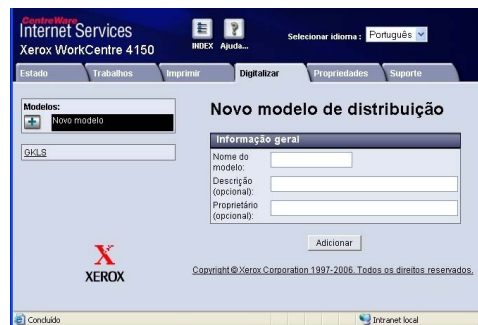 CentreWare
Internet Services
Xerox WorkCentre 4150
INDEX Ajuda...
Selecionar idioma : Português
Estado Trabalhos Imprimir Digitalizar Propriedades Suporte
Modelos:
Novo modelo
GKLS
XEROX
Novo modelo de distribuição
Informação geral
Nome do
modelo:
Descrição
(opcional):
Proprietário
(opcional):
Adicionar
Copyright © Xerox Corporation 1997-2006. Todos os direitos reservados.
Concluído Intranet local